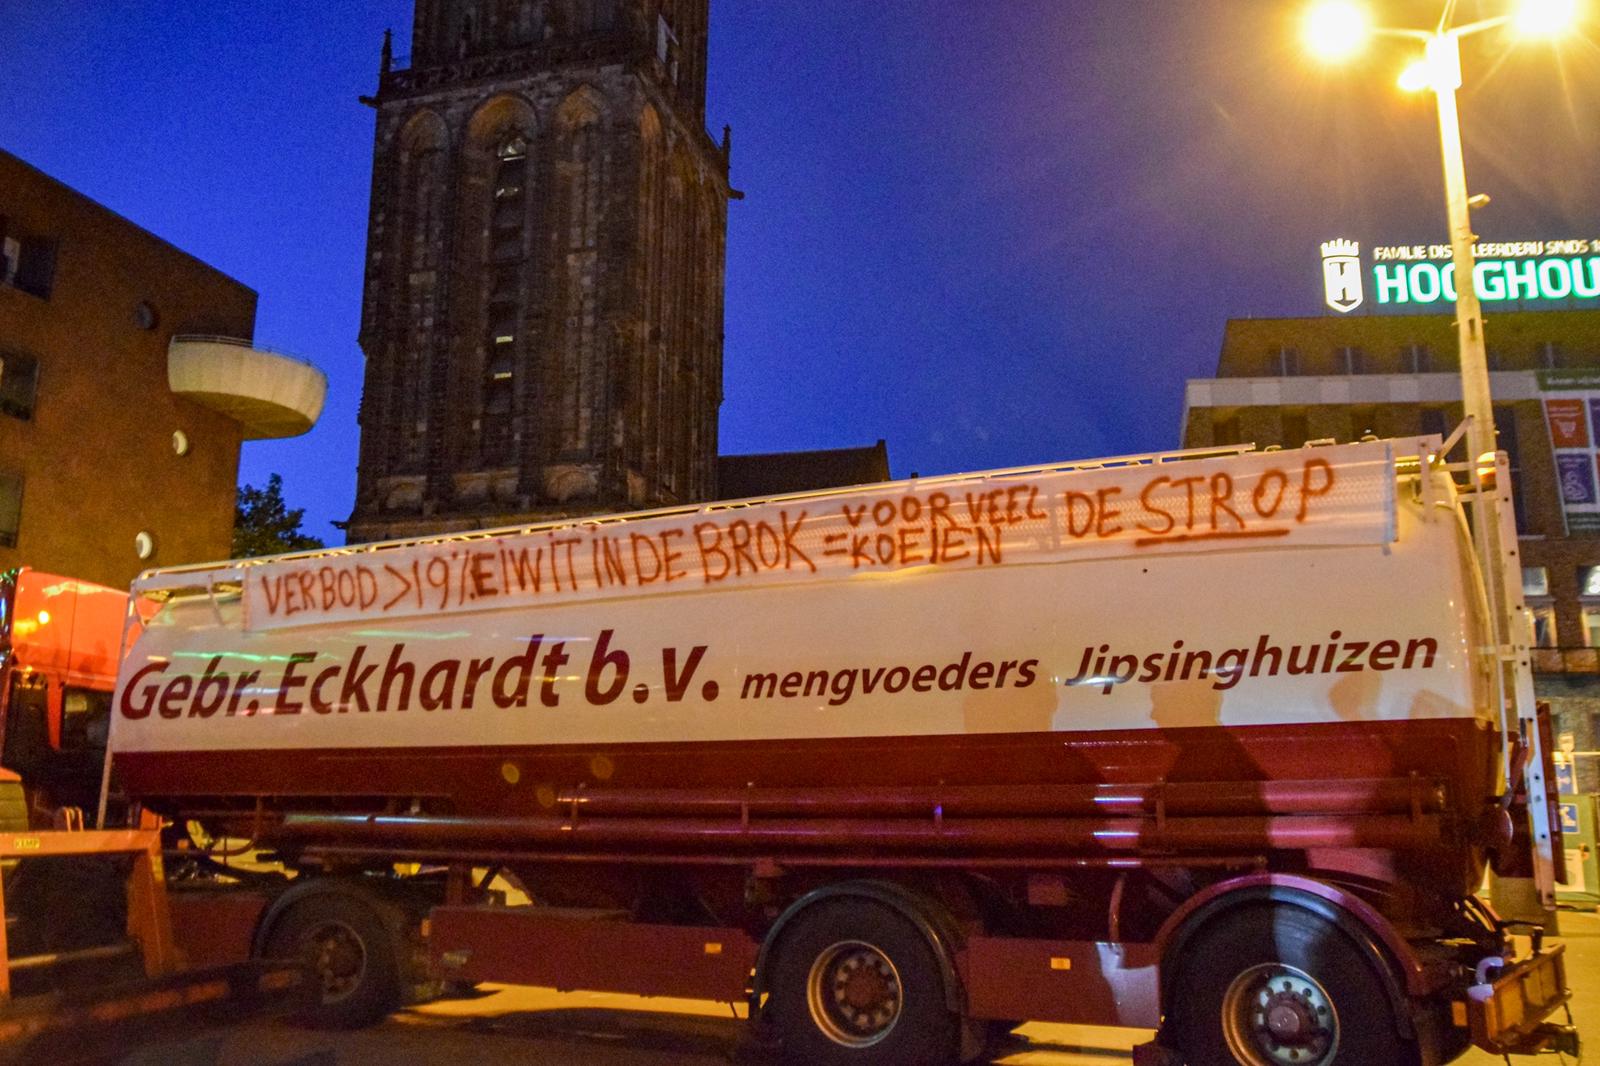 FAMILIE DISTILLEERDERIJ SINDS
HOOGHOU
VERBOD >19% EIWIT IN DE BROK = VOOR VEEL KOEIEN DE STROP
Gebr. Eckhardt b.v. mengvoeders Jipsinghuizen
KEMP